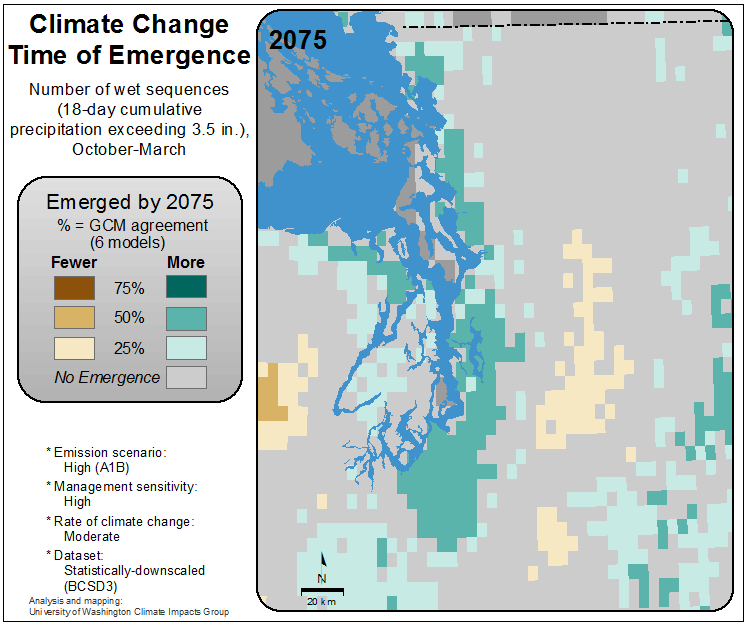 Climate Change
Time of Emergence
Number of wet sequences
(18-day cumulative
precipitation exceeding 3.5 in.),
October-March
Emerged by 2075
% = GCM agreement
(6 models)
Fewer More
75%
50%
25%
No Emergence
* Emission scenario:
High (A1B)
* Management sensitivity:
High
* Rate of climate change:
Moderate
* Dataset:
Statistically-downscaled
(BCSD3)
Analysis and mapping:
University of Washington Climate Impacts Group
2075
N
20 km